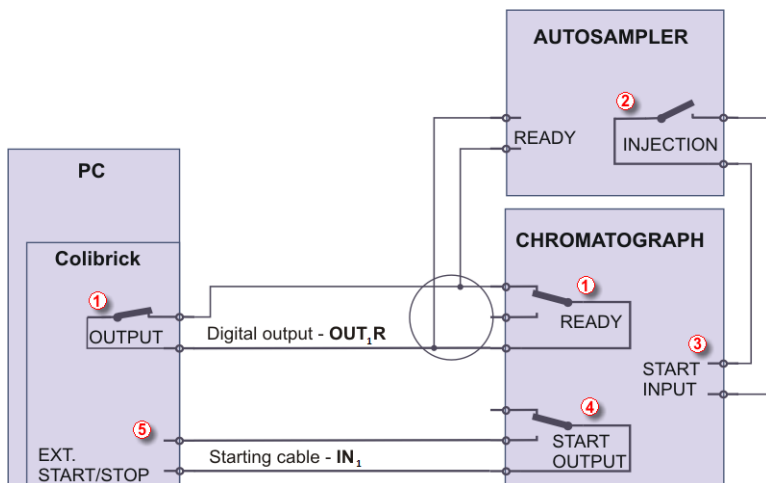 AUTOSAMPLER
2
READY
INJECTION
PC
CHROMATOGRAPH
Colibrick
1
1
OUTPUT
READY
Digital output - OUT₁R
3
START
INPUT
4
5
START
OUTPUT
EXT.
START/STOP
Starting cable - IN₁